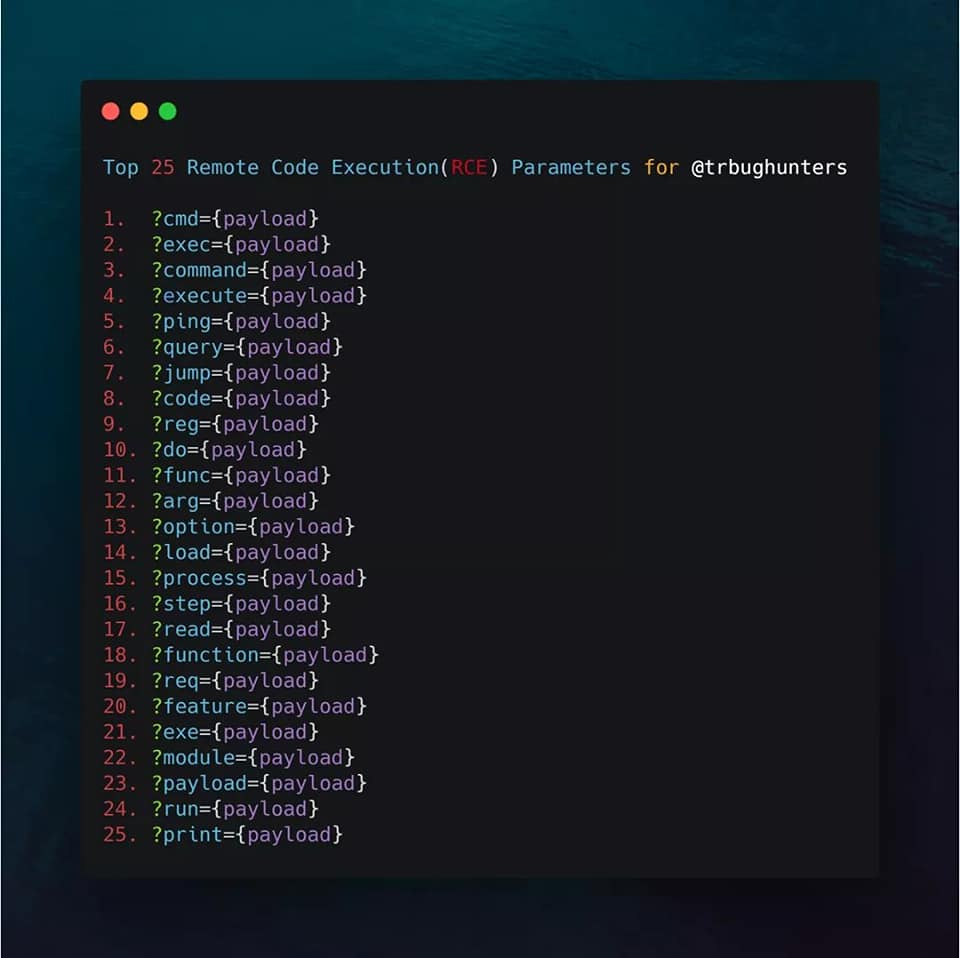 Top 25 Remote Code Execution(RCE) Parameters for @trbughunters
1. ?cmd={payload}
2. ?exec={payload}
3. ?command={payload}
4. ?execute={payload}
5. ?ping={payload}
6. ?query={payload}
7. ?jump={payload}
8. ?code={payload}
9. ?reg={payload}
10. ?do={payload}
11. ?func={payload}
12. ?arg={payload}
13. ?option={payload}
14. ?load={payload}
15. ?process={payload}
16. ?step={payload}
17. ?read={payload}
18. ?function={payload}
19. ?req={payload}
20. ?feature={payload}
21. ?exe={payload}
22. ?module={payload}
23. ?payload={payload}
24. ?run={payload}
25. ?print={payload}